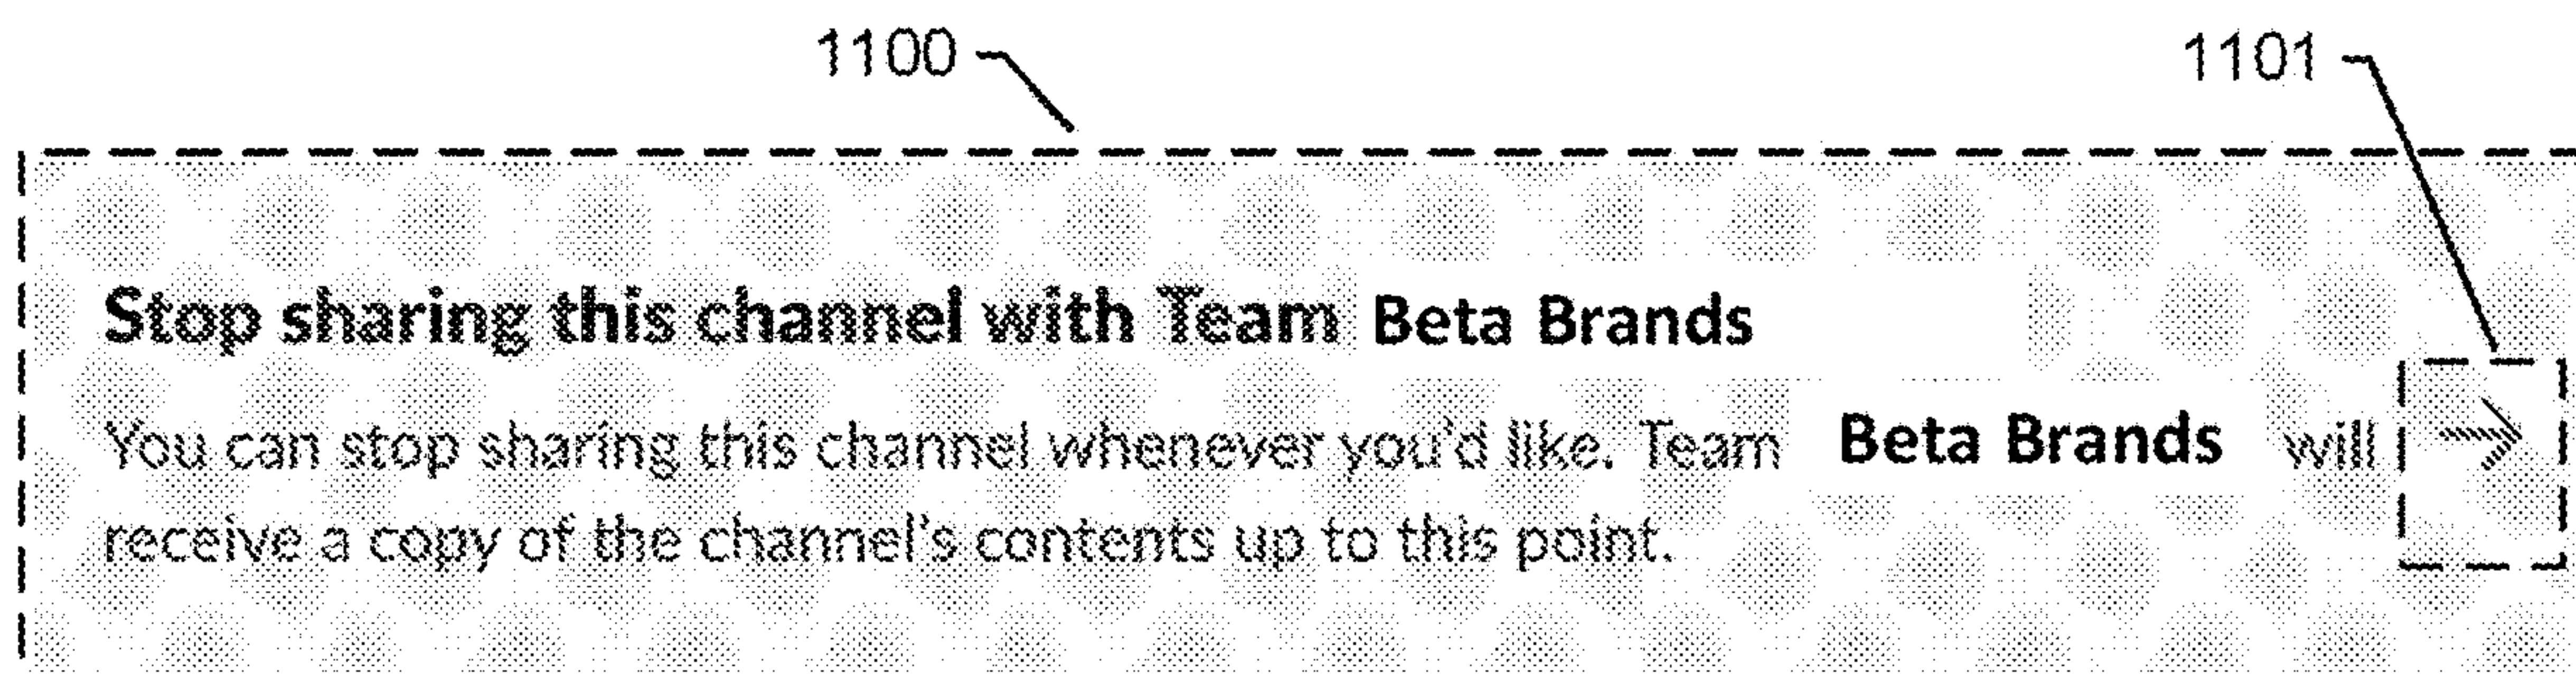 1100 1101
Stop sharing this channel with Team Beta Brands
You can stop sharing this channel whenever you'd like. Team Beta Brands will
receive a copy of the channel's contents up to this point.